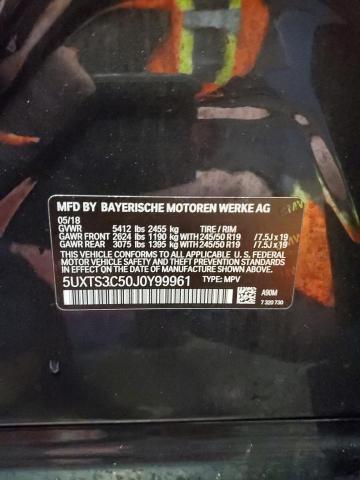 MFD BY BAYERISCHE MOTOREN WERKE AG
05/18
GVWR 5412 lbs 2455 kg TIRE / RIM
GAWR FRONT 2624 lbs 1190 kg WITH 245/50 R19 /7.5J x 19
GAWR REAR 3075 lbs 1395 kg WITH 245/50 R19 /7.5J x 19
THIS VEHICLE CONFORMS TO ALL APPLICABLE U.S. FEDERAL
MOTOR VEHICLE SAFETY, BUMPER, AND THEFT PREVENTION
STANDARDS IN EFFECT ON THE DATE OF MANUFACTURE SHOWN ABOVE.
5UXTS3C50J0Y99961 TYPE: MPV
A90M
7 320 730